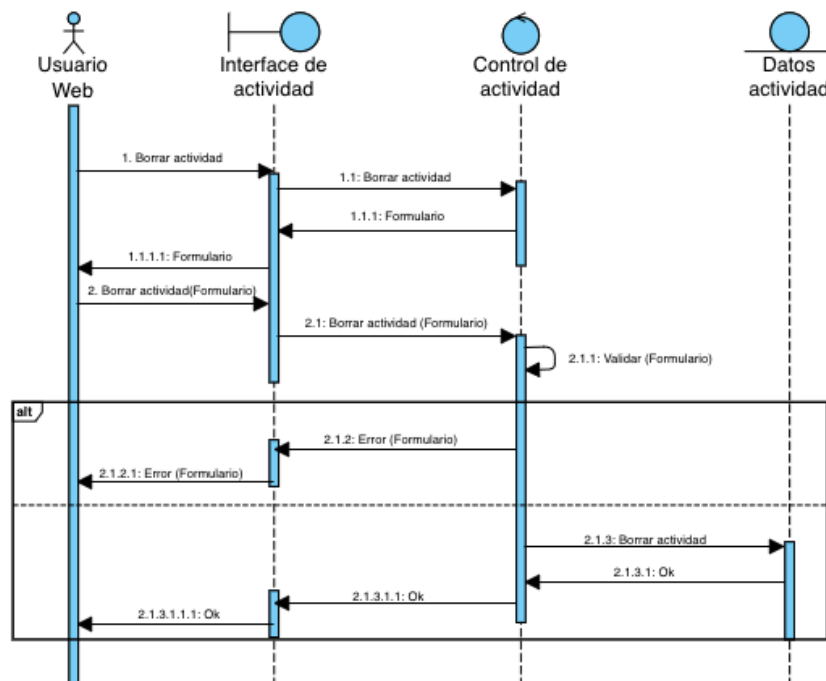 Usuario
Web
Interface de
actividad
Control de
actividad
Datos
actividad
1. Borrar actividad
1.1: Borrar actividad
1.1.1: Formulario
1.1.1.1: Formulario
2. Borrar actividad(Formulario)
2.1: Borrar actividad (Formulario)
2.1.1: Validar (Formulario)
alt
2.1.2: Error (Formulario)
2.1.2.1: Error (Formulario)
2.1.3: Borrar actividad
2.1.3.1: Ok
2.1.3.1.1: Ok
2.1.3.1.1.1: Ok